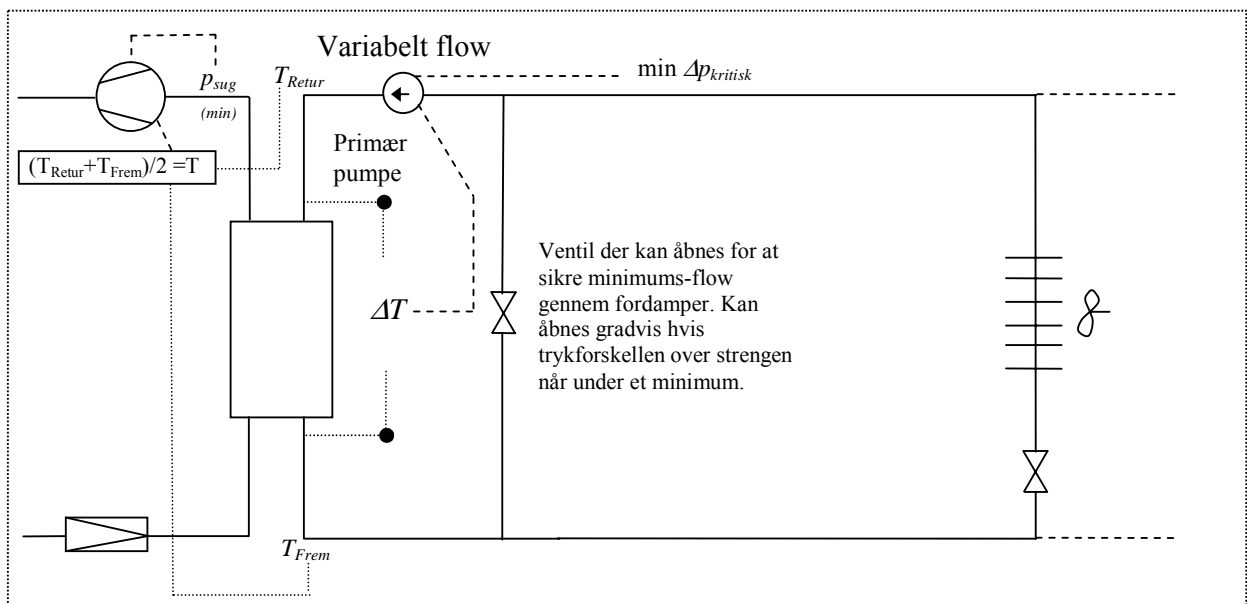 Variabelt flow
p_sug
(min)
T_Retur
min Δp_kritisk
(T_Retur+T_Frem)/2 =T
Primær
pumpe
ΔT
Ventil der kan åbnes for at
sikre minimums-flow
gennem fordamper. Kan
åbnes gradvis hvis
trykforskellen over strengen
når under et minimum.
T_Frem